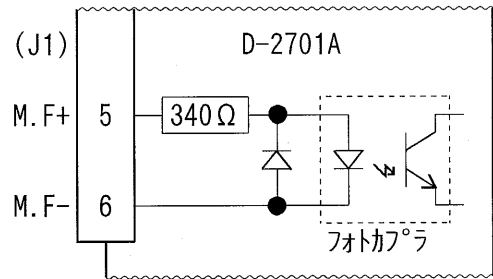 (J1)
D-2701A
M.F+ 5 340Ω
M.F- 6
ﾌｫﾄｶﾌﾟﾗ